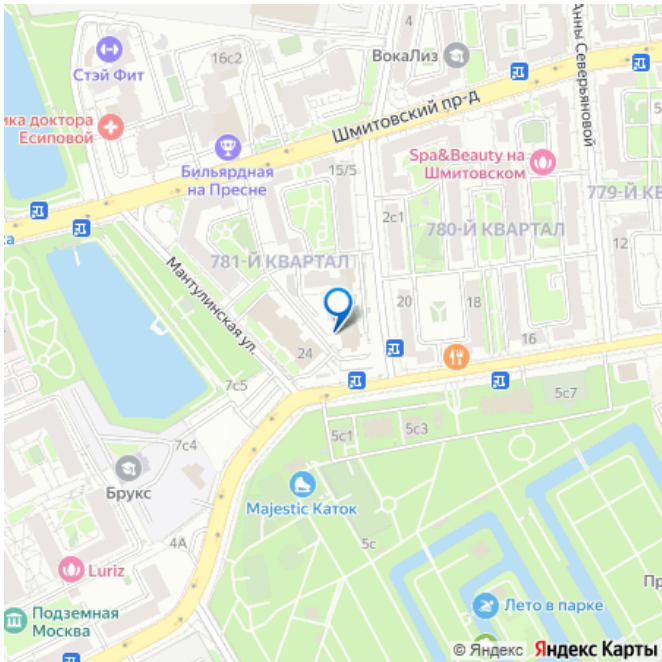 4
16с2
ВокаЛиз
Стэй Фит
Анны Северьяновой
ика доктора
Есиповой
Шмитовский пр-д
Бильярдная
на Пресне
15/5
Spa&Beauty на
Шмитовском
779-Й КВ
2с1
780-Й КВАРТАЛ
781-Й КВАРТАЛ
12
ка
Мантулинская ул.
20
18
16
24
7с5
5с7
5с1
5с3
7с4
Брукс
Majestic Каток
4А
5с
Luriz
Пр
Лето в парке
Подземная
Москва
© Яндекс Яндекс Карты